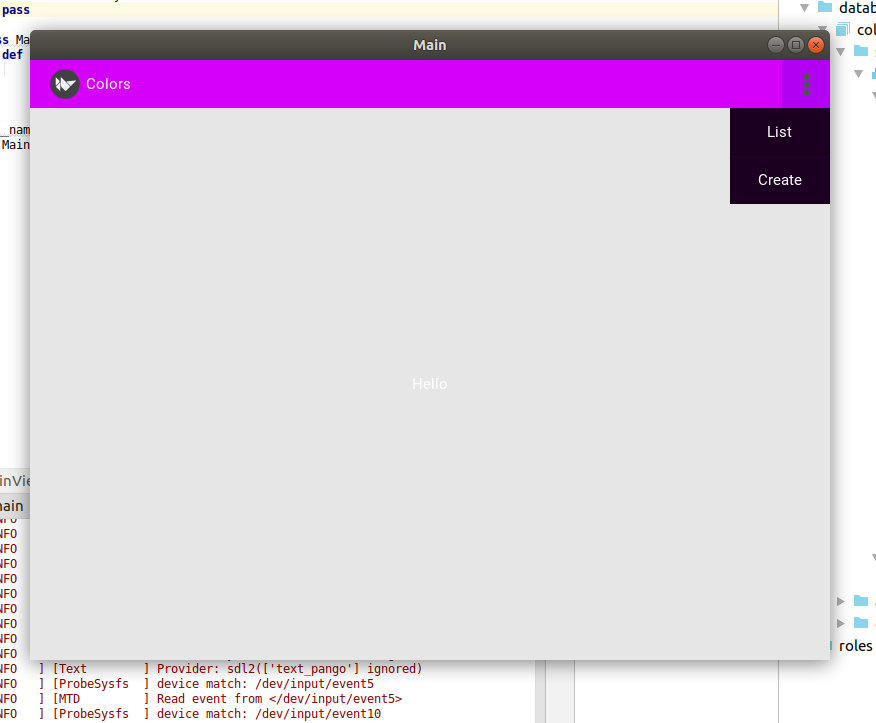 pass
datab
col
Main
ss Ma
def
Colors
List
__nam
Main
Create
Hello
inVie
main
NFO
NFO
NFO
NFO
NFO
NFO
NFO
NFO
NFO
NFO
roles
NFO ] [Text ] Provider: sdl2(['text_pango'] ignored)
NFO ] [ProbeSysfs ] device match: /dev/input/event5
NFO ] [MTD ] Read event from </dev/input/event5>
NFO ] [ProbeSysfs ] device match: /dev/input/event10